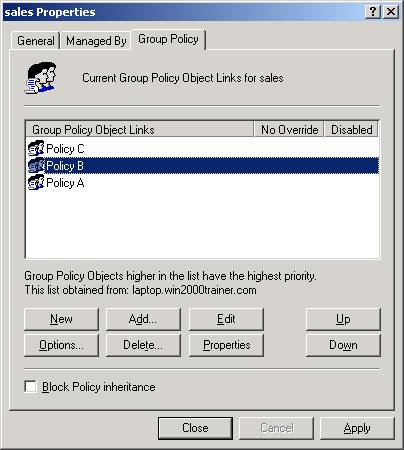 sales Properties
General Managed By Group Policy
Current Group Policy Object Links for sales
Group Policy Object Links No Override Disabled
Policy C
Policy B
Policy A
Group Policy Objects higher in the list have the highest priority.
This list obtained from: laptop.win2000trainer.com
New Add... Edit Up
Options... Delete... Properties Down
Block Policy inheritance
Close Cancel Apply